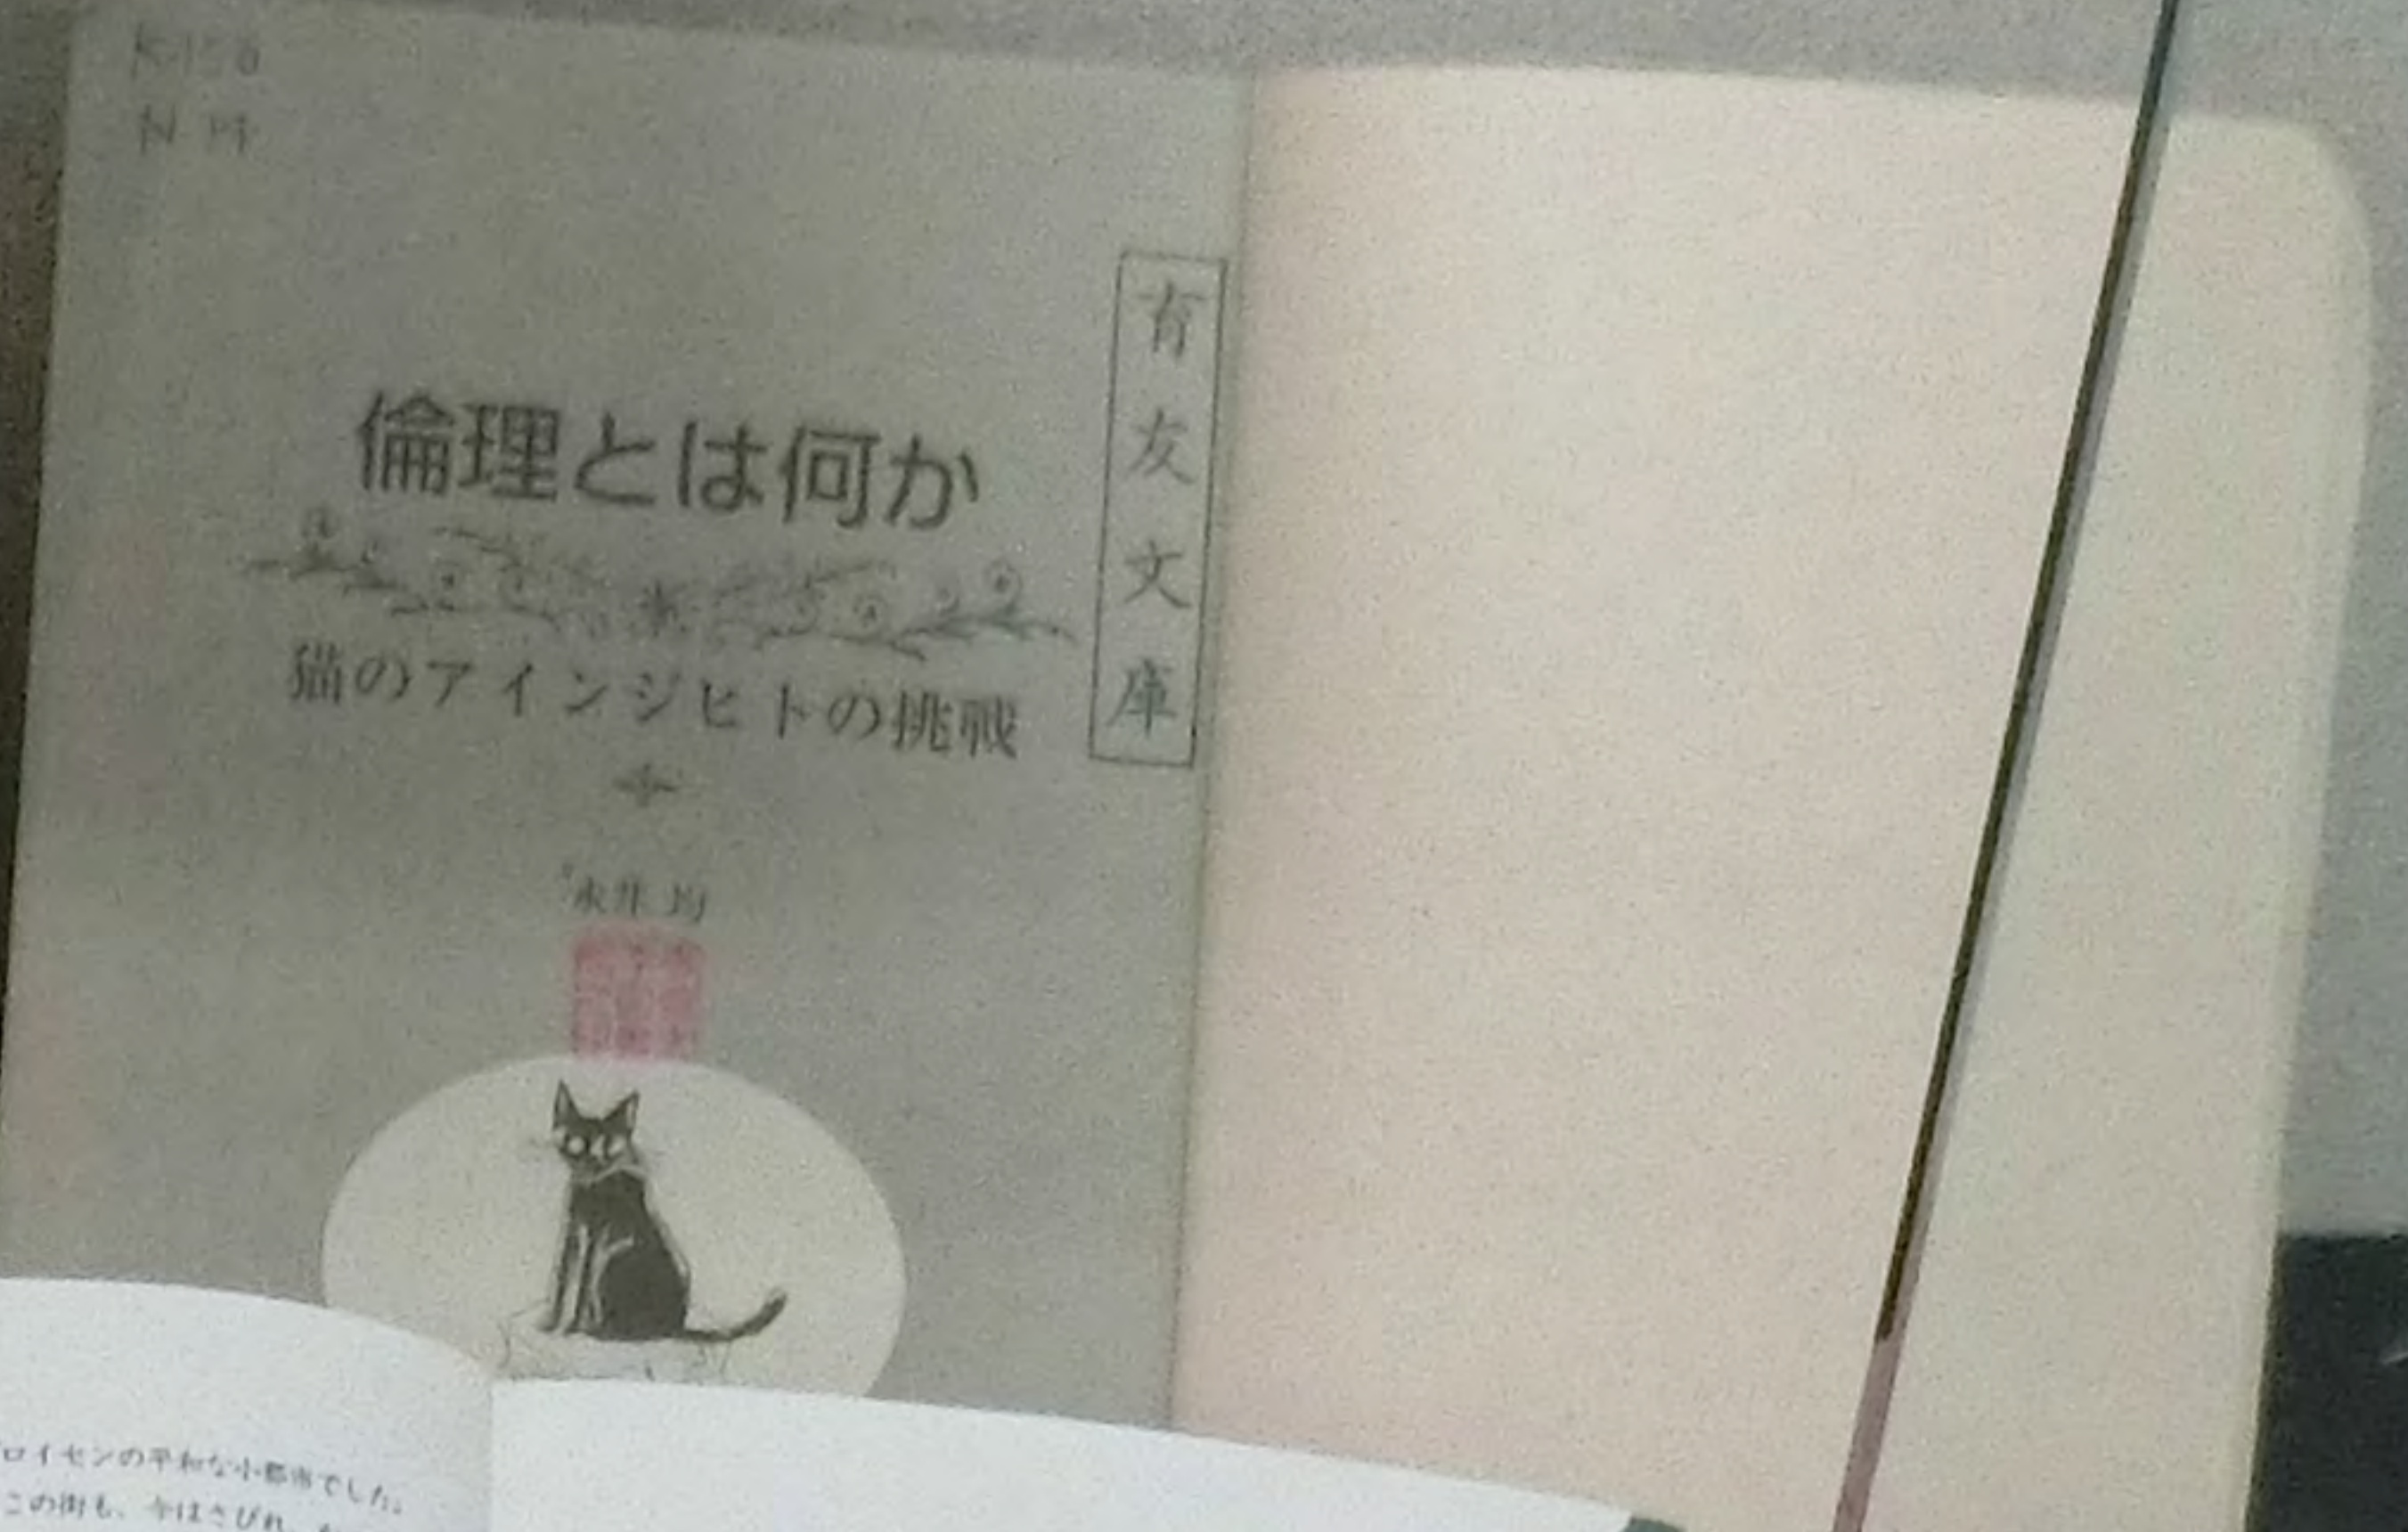 有友文庫
倫理とは何か
猫のアインジヒトの挑戦
永井 均
ロイセンの平和な小都市でした。
この街も、今はさびれ、